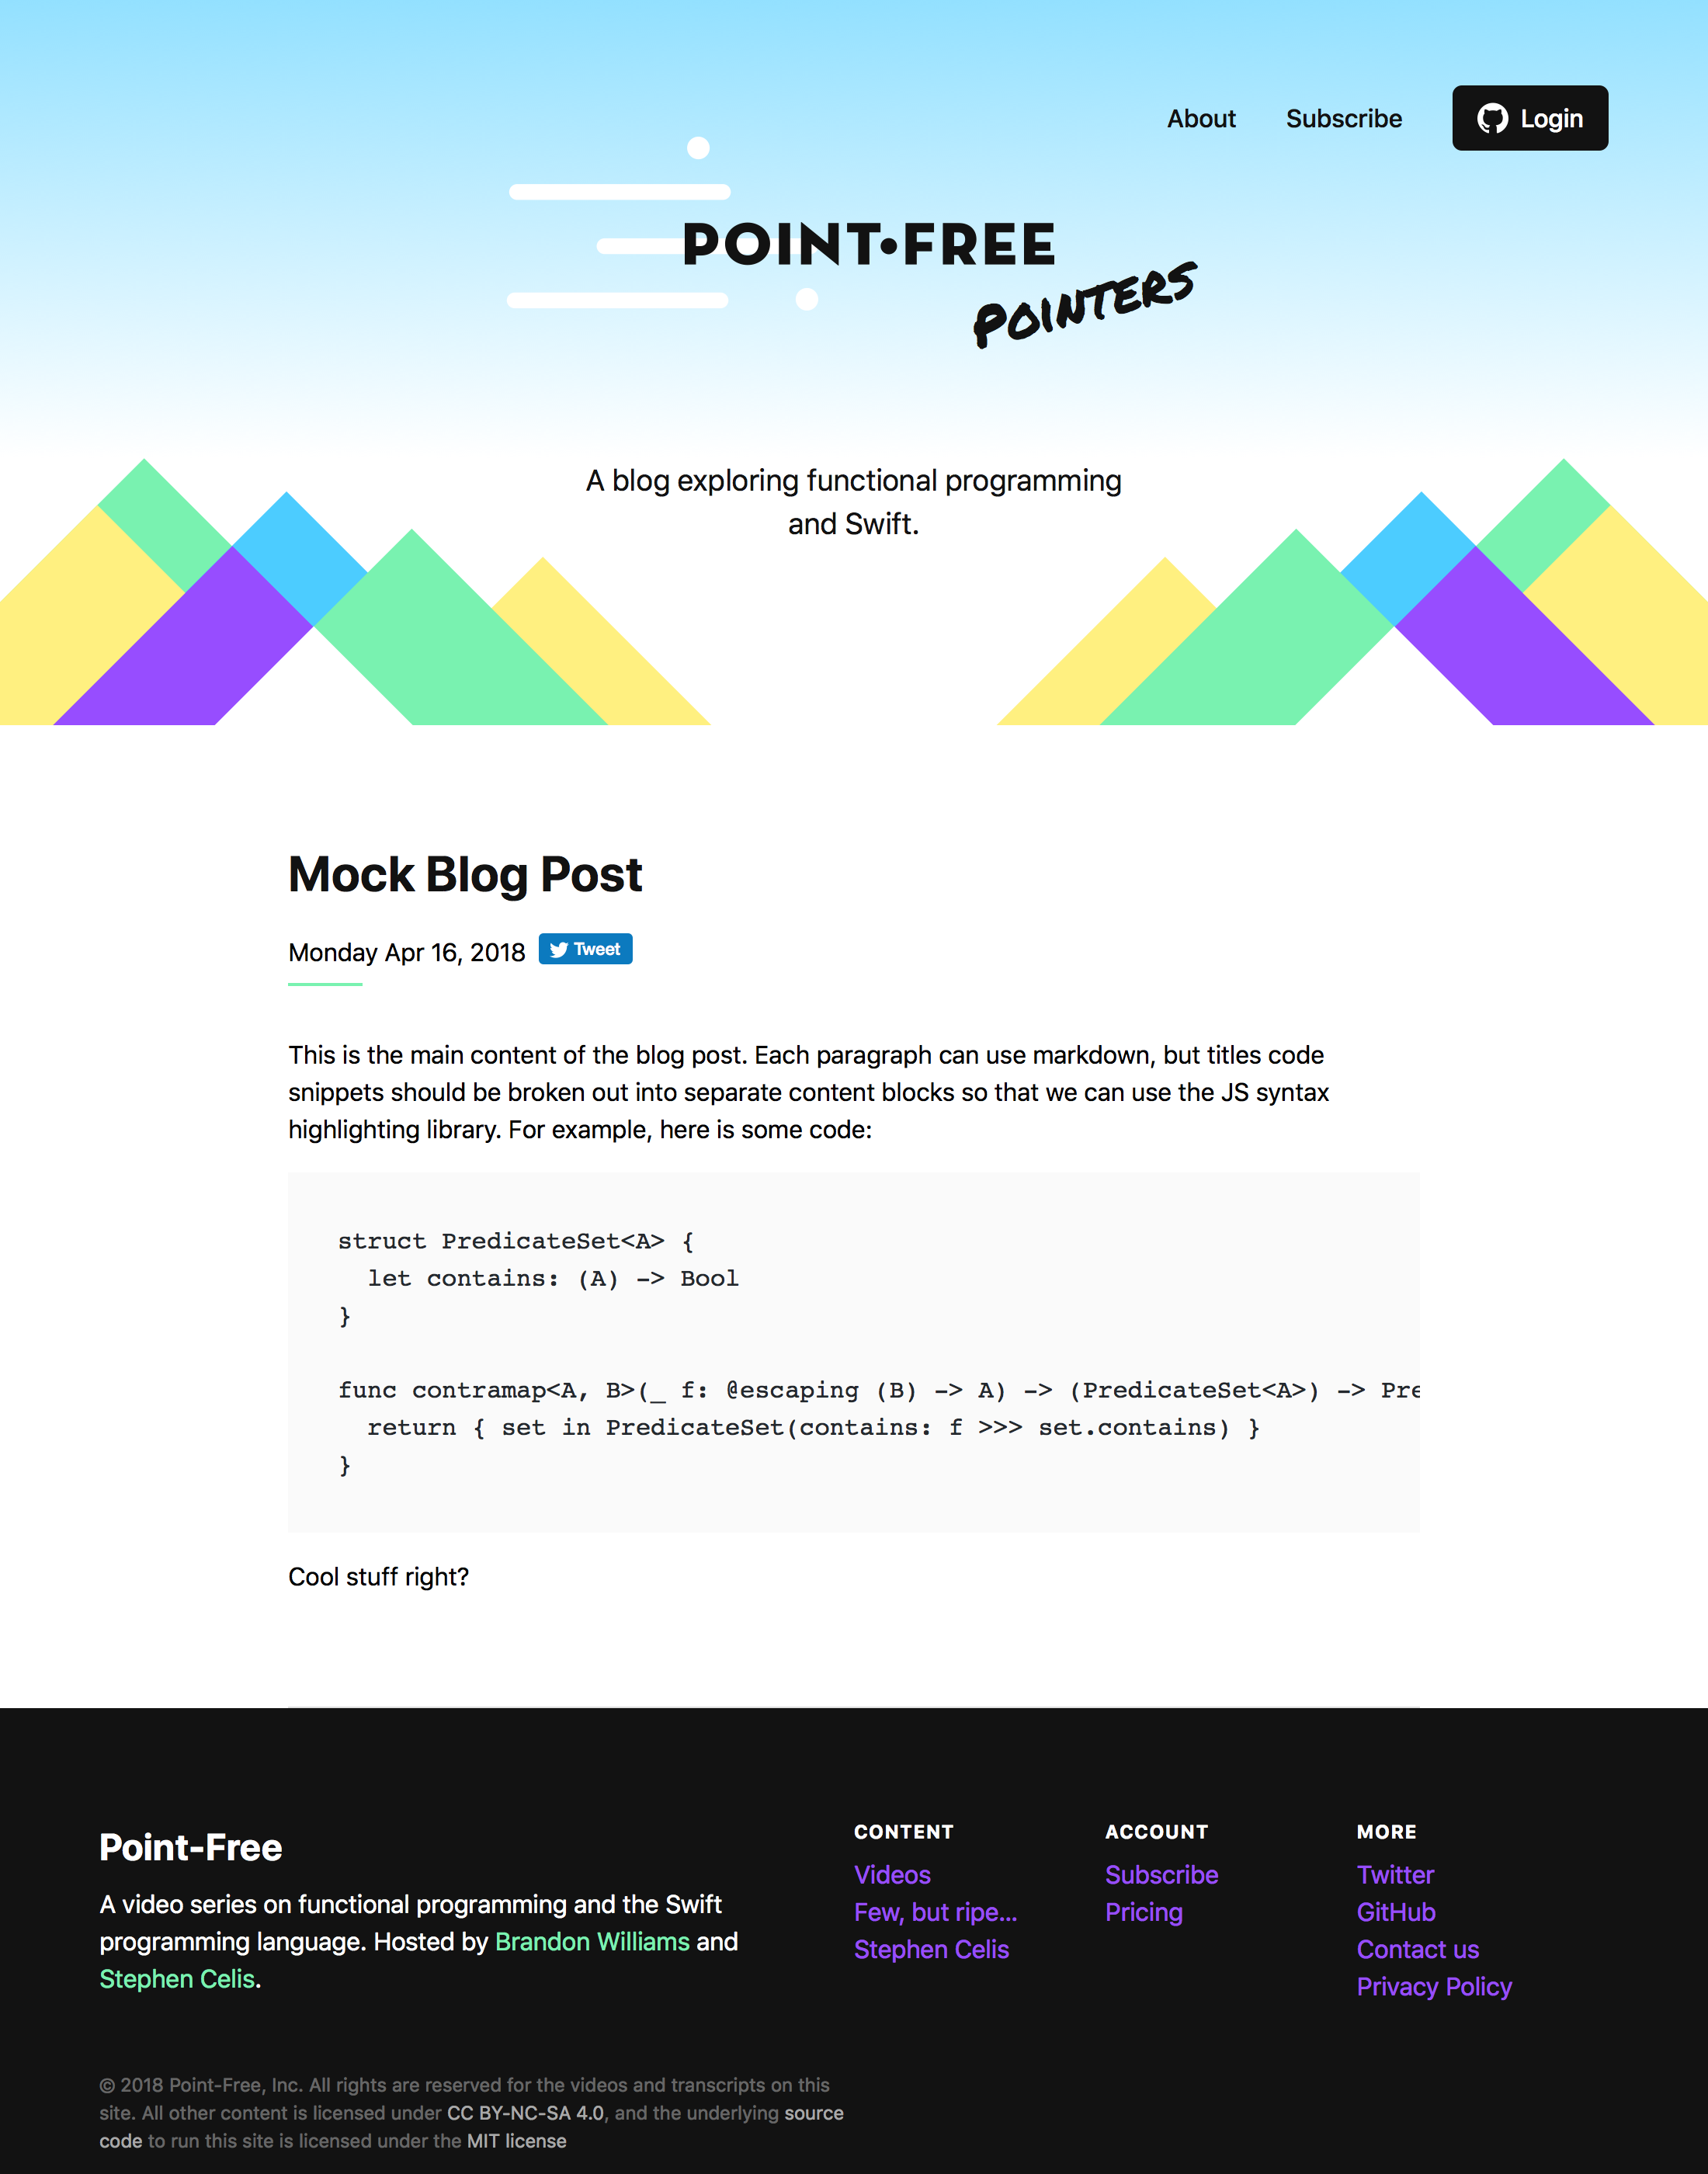 About Subscribe Login
POINT•FREE
POINTERS
A blog exploring functional programming
and Swift.
Mock Blog Post
Monday Apr 16, 2018 Tweet
This is the main content of the blog post. Each paragraph can use markdown, but titles code
snippets should be broken out into separate content blocks so that we can use the JS syntax
highlighting library. For example, here is some code:
struct PredicateSet<A> {
  let contains: (A) -> Bool
}
func contramap<A, B>(_ f: @escaping (B) -> A) -> (PredicateSet<A>) -> Pre
  return { set in PredicateSet(contains: f >>> set.contains) }
}
Cool stuff right?
Point-Free
A video series on functional programming and the Swift
programming language. Hosted by Brandon Williams and
Stephen Celis.
CONTENT
Videos
Few, but ripe...
Stephen Celis
ACCOUNT
Subscribe
Pricing
MORE
Twitter
GitHub
Contact us
Privacy Policy
© 2018 Point-Free, Inc. All rights are reserved for the videos and transcripts on this
site. All other content is licensed under CC BY-NC-SA 4.0, and the underlying source
code to run this site is licensed under the MIT license